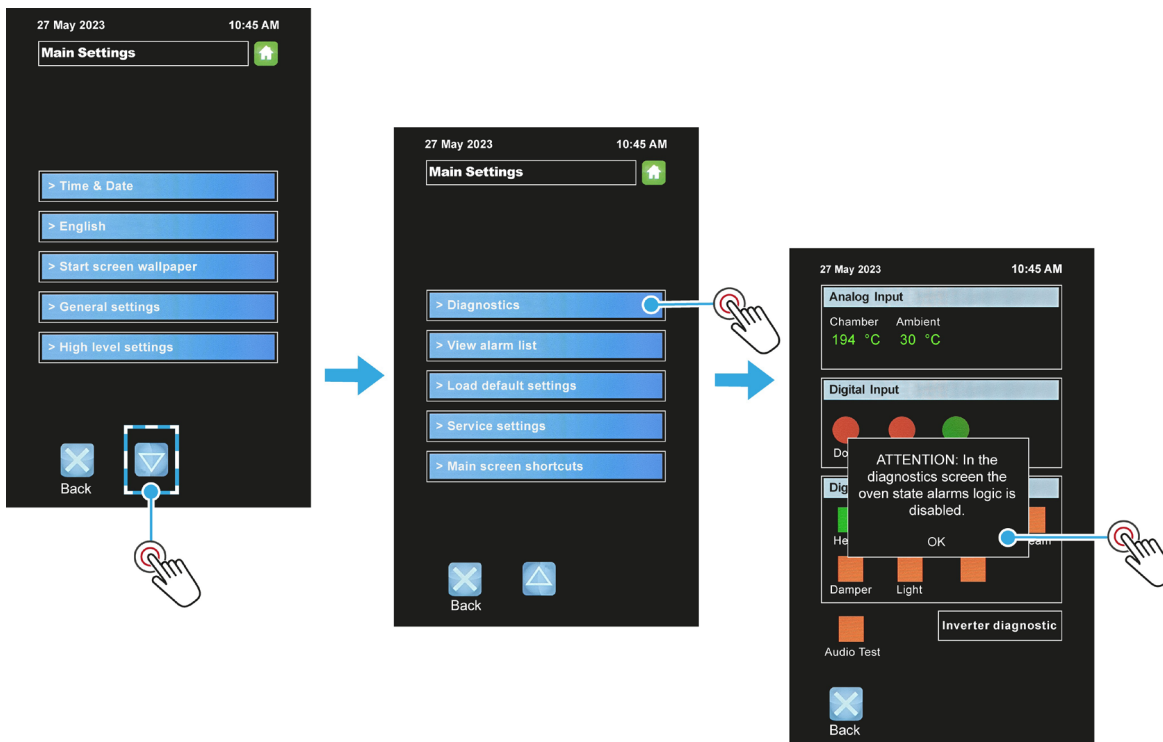 27 May 2023 10:45 AM
Main Settings
> Time & Date
> English
> Start screen wallpaper
> General settings
> High level settings
Back
27 May 2023 10:45 AM
Main Settings
> Diagnostics
> View alarm list
> Load default settings
> Service settings
> Main screen shortcuts
Back
27 May 2023 10:45 AM
Analog Input
Chamber Ambient
194 °C 30 °C
Digital Input
ATTENTION: In the
diagnostics screen the
oven state alarms logic is
disabled.
OK
Damper Light
Inverter diagnostic
Audio Test
Back